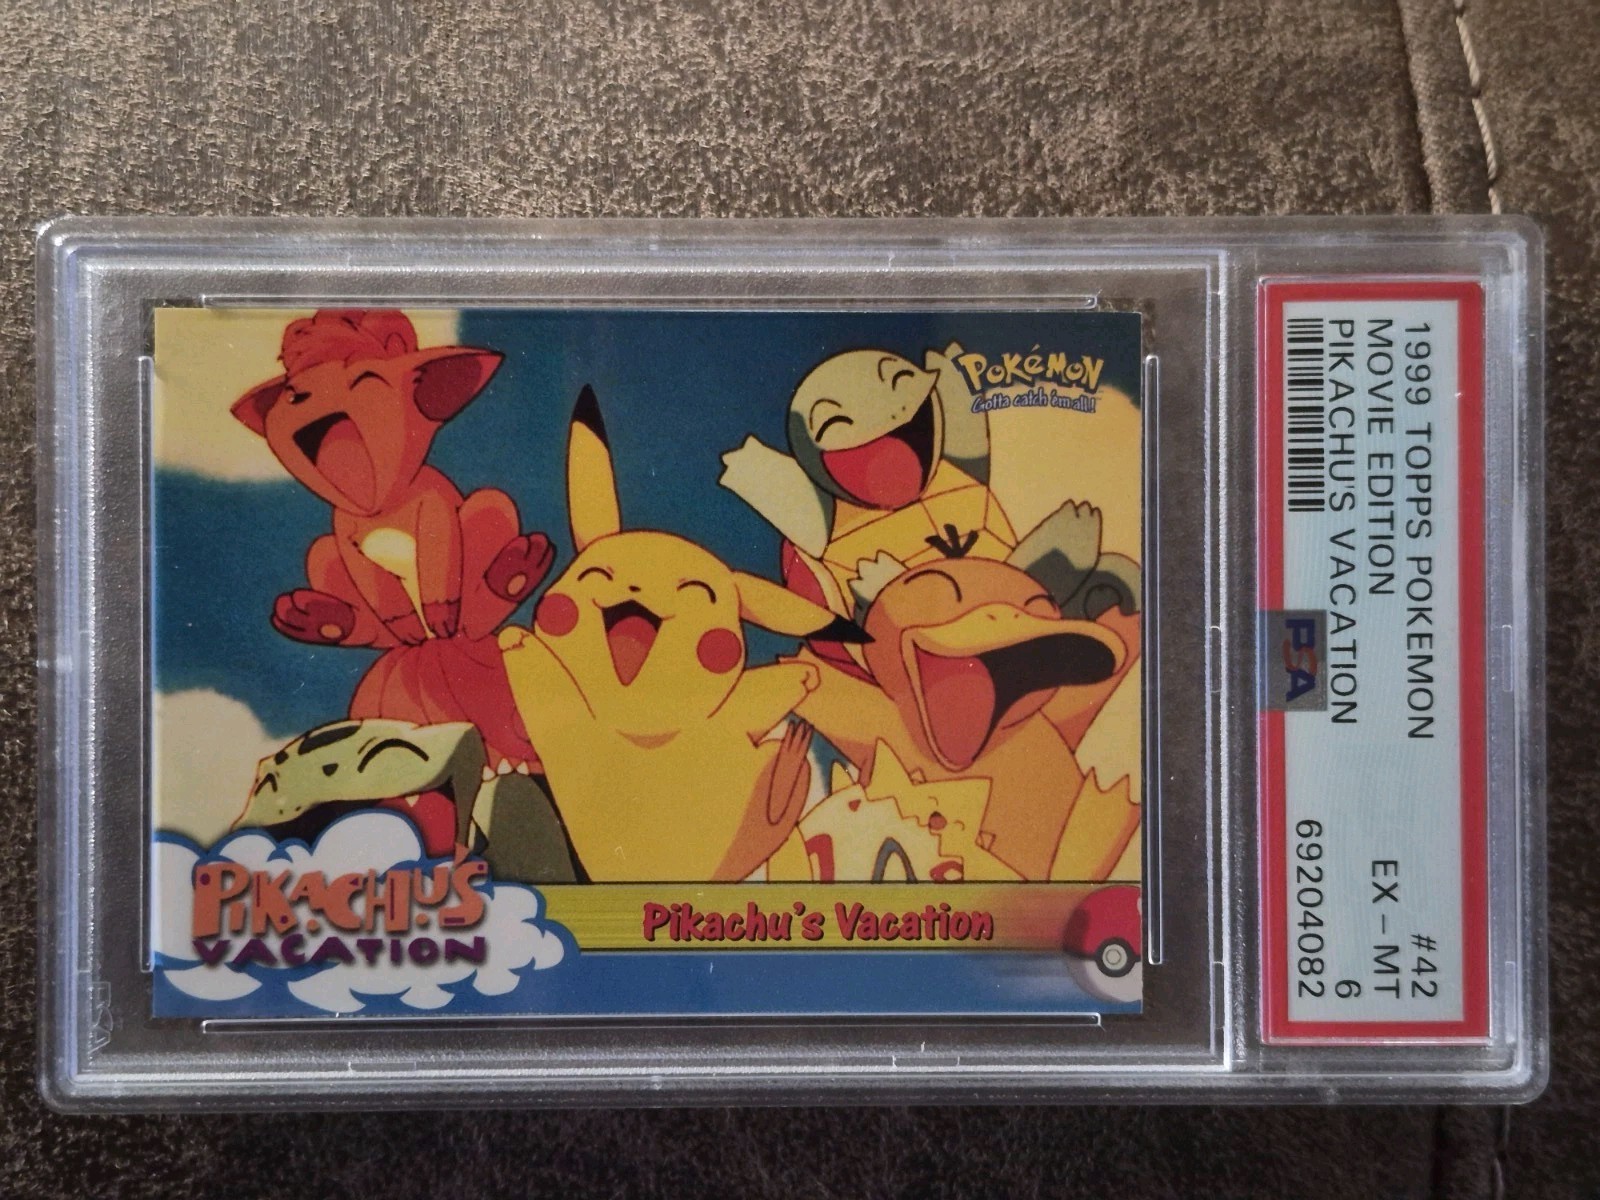 POKéMON
Gotta catch 'em all!
PIKACHU'S
VACATION
Pikachu's Vacation
1999 TOPPS POKEMON #42
MOVIE EDITION EX-MT
PIKACHU'S VACATION 6
69204082
PSA